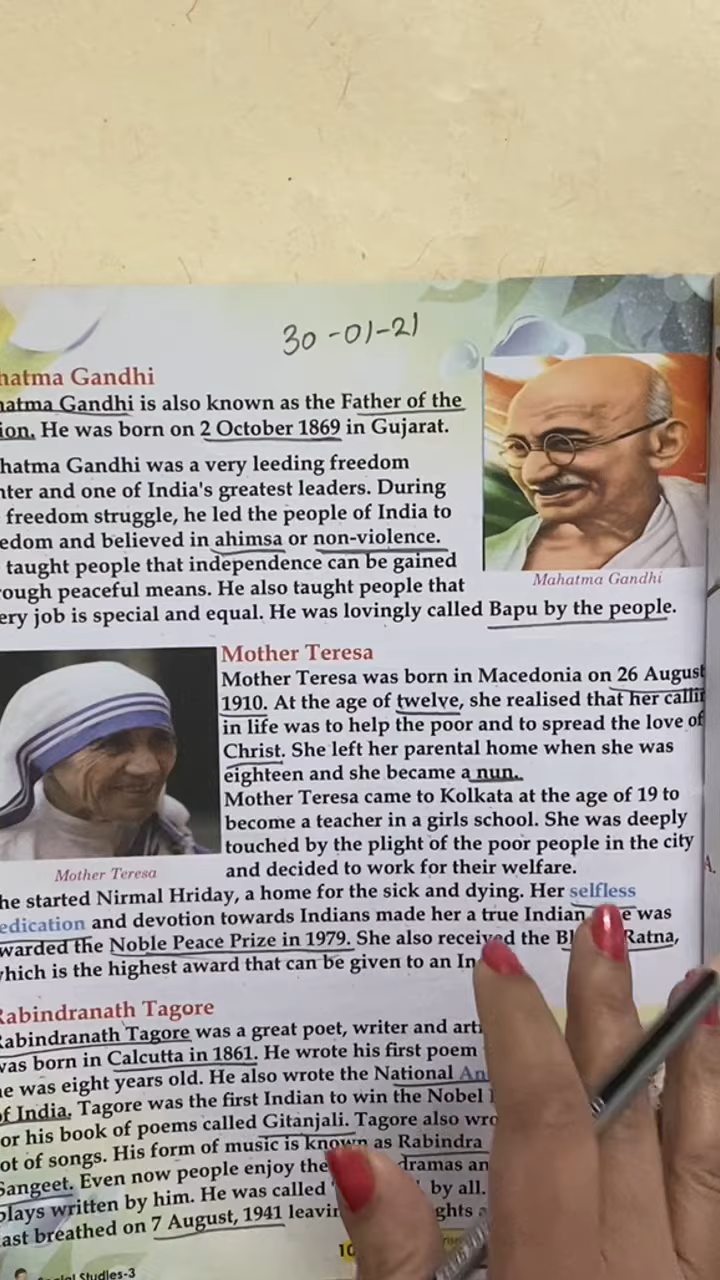 30-01-21
hatma Gandhi
hatma Gandhi is also known as the Father of the
ion. He was born on 2 October 1869 in Gujarat.
hatma Gandhi was a very leeding freedom
hter and one of India's greatest leaders. During
freedom struggle, he led the people of India to
edom and believed in ahimsa or non-violence.
taught people that independence can be gained
rough peaceful means. He also taught people that
ery job is special and equal. He was lovingly called Bapu by the people.
Mahatma Gandhi
Mother Teresa
Mother Teresa was born in Macedonia on 26 August
1910. At the age of twelve, she realised that her callin
in life was to help the poor and to spread the love of
Christ. She left her parental home when she was
eighteen and she became a nun.
Mother Teresa came to Kolkata at the age of 19 to
become a teacher in a girls school. She was deeply
touched by the plight of the poor people in the city
and decided to work for their welfare.
Mother Teresa
he started Nirmal Hriday, a home for the sick and dying. Her selfless
edication and devotion towards Indians made her a true Indian. e was
warded the Noble Peace Prize in 1979. She also received the B Ratna,
hich is the highest award that can be given to an In
Rabindranath Tagore
Rabindranath Tagore was a great poet, writer and arti
was born in Calcutta in 1861. He wrote his first poem
he was eight years old. He also wrote the National An
of India. Tagore was the first Indian to win the Nobel
or his book of poems called Gitanjali. Tagore also wro
ot of songs. His form of music is known as Rabindra
Sangeet. Even now people enjoy the dramas an
plays written by him. He was called by all.
ast breathed on 7 August, 1941 leavin ghts
10
Studies-3